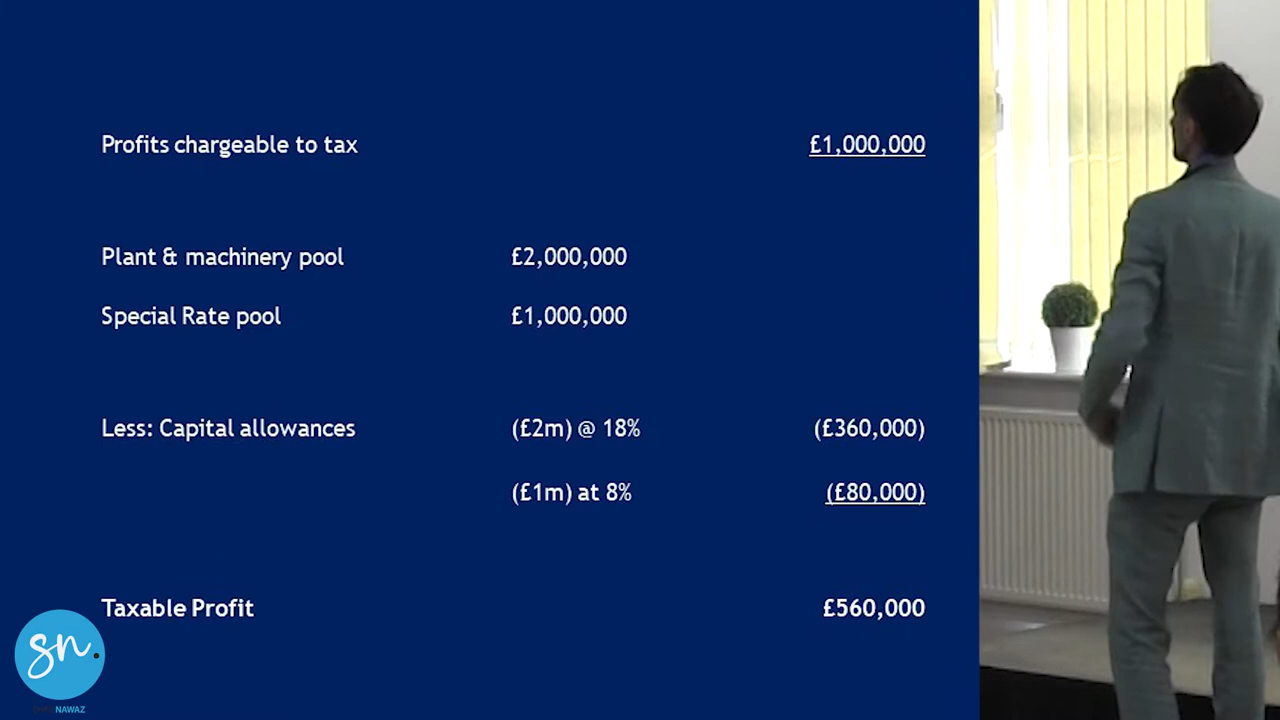 Profits chargeable to tax £1,000,000
Plant & machinery pool £2,000,000
Special Rate pool £1,000,000
Less: Capital allowances (£2m) @ 18% (£360,000)
(£1m) at 8% (£80,000)
Taxable Profit £560,000
sn.
NAWAZ